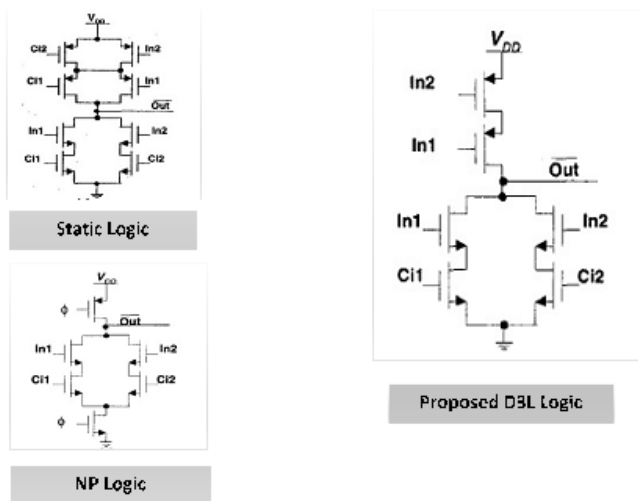 VDD
Ci2
In2
Ci1
In1
Out
In1
In2
Ci1
Ci2
Static Logic
VDD
ϕ
Out
In1
In2
Ci1
Ci2
ϕ
NP Logic
VDD
In2
In1
Out
In1
In2
Ci1
Ci2
Proposed D3L Logic